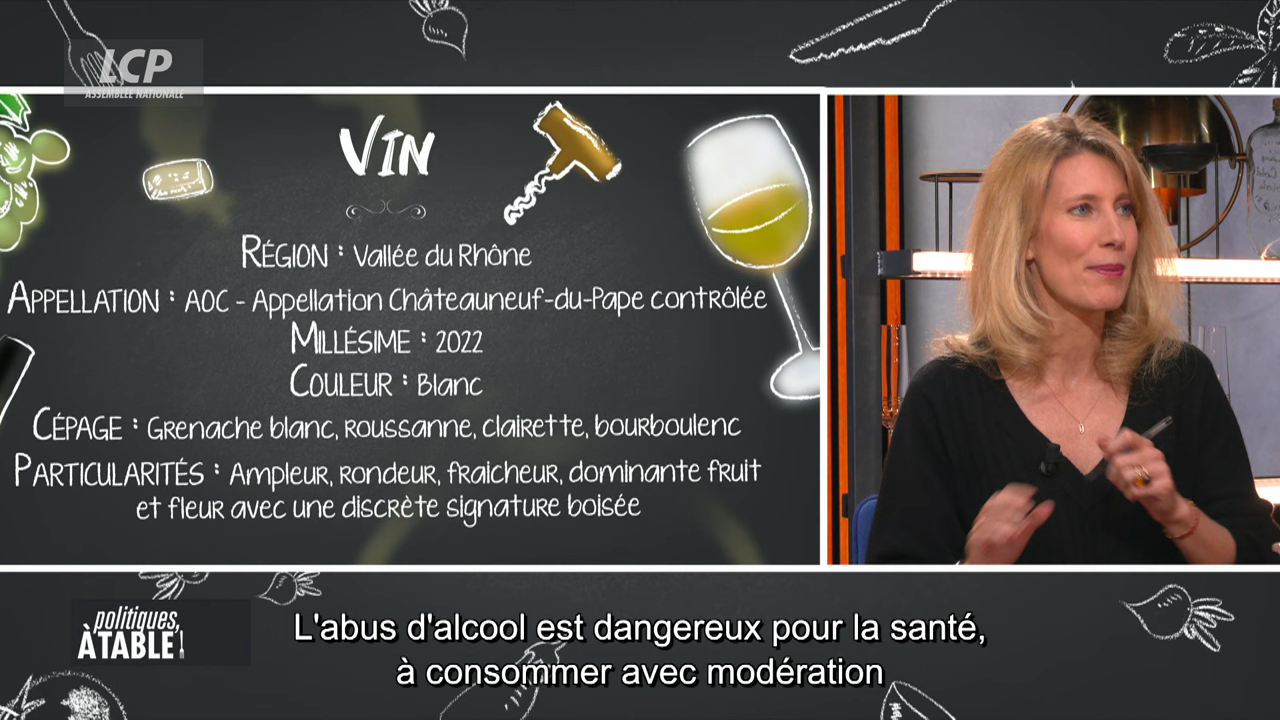 LCP
ASSEMBLÉE NATIONALE
VIN
RÉGION : Vallée du Rhône
APPELLATION : AOC - Appellation Châteauneuf-du-Pape contrôlée
MILLÉSIME : 2022
COULEUR : Blanc
CÉPAGE : Grenache blanc, roussanne, clairette, bourboulenc
PARTICULARITÉS : Ampleur, rondeur, fraicheur, dominante fruit
et fleur avec une discrète signature boisée
politiques,
À TABLE!
L'abus d'alcool est dangereux pour la santé,
à consommer avec modération